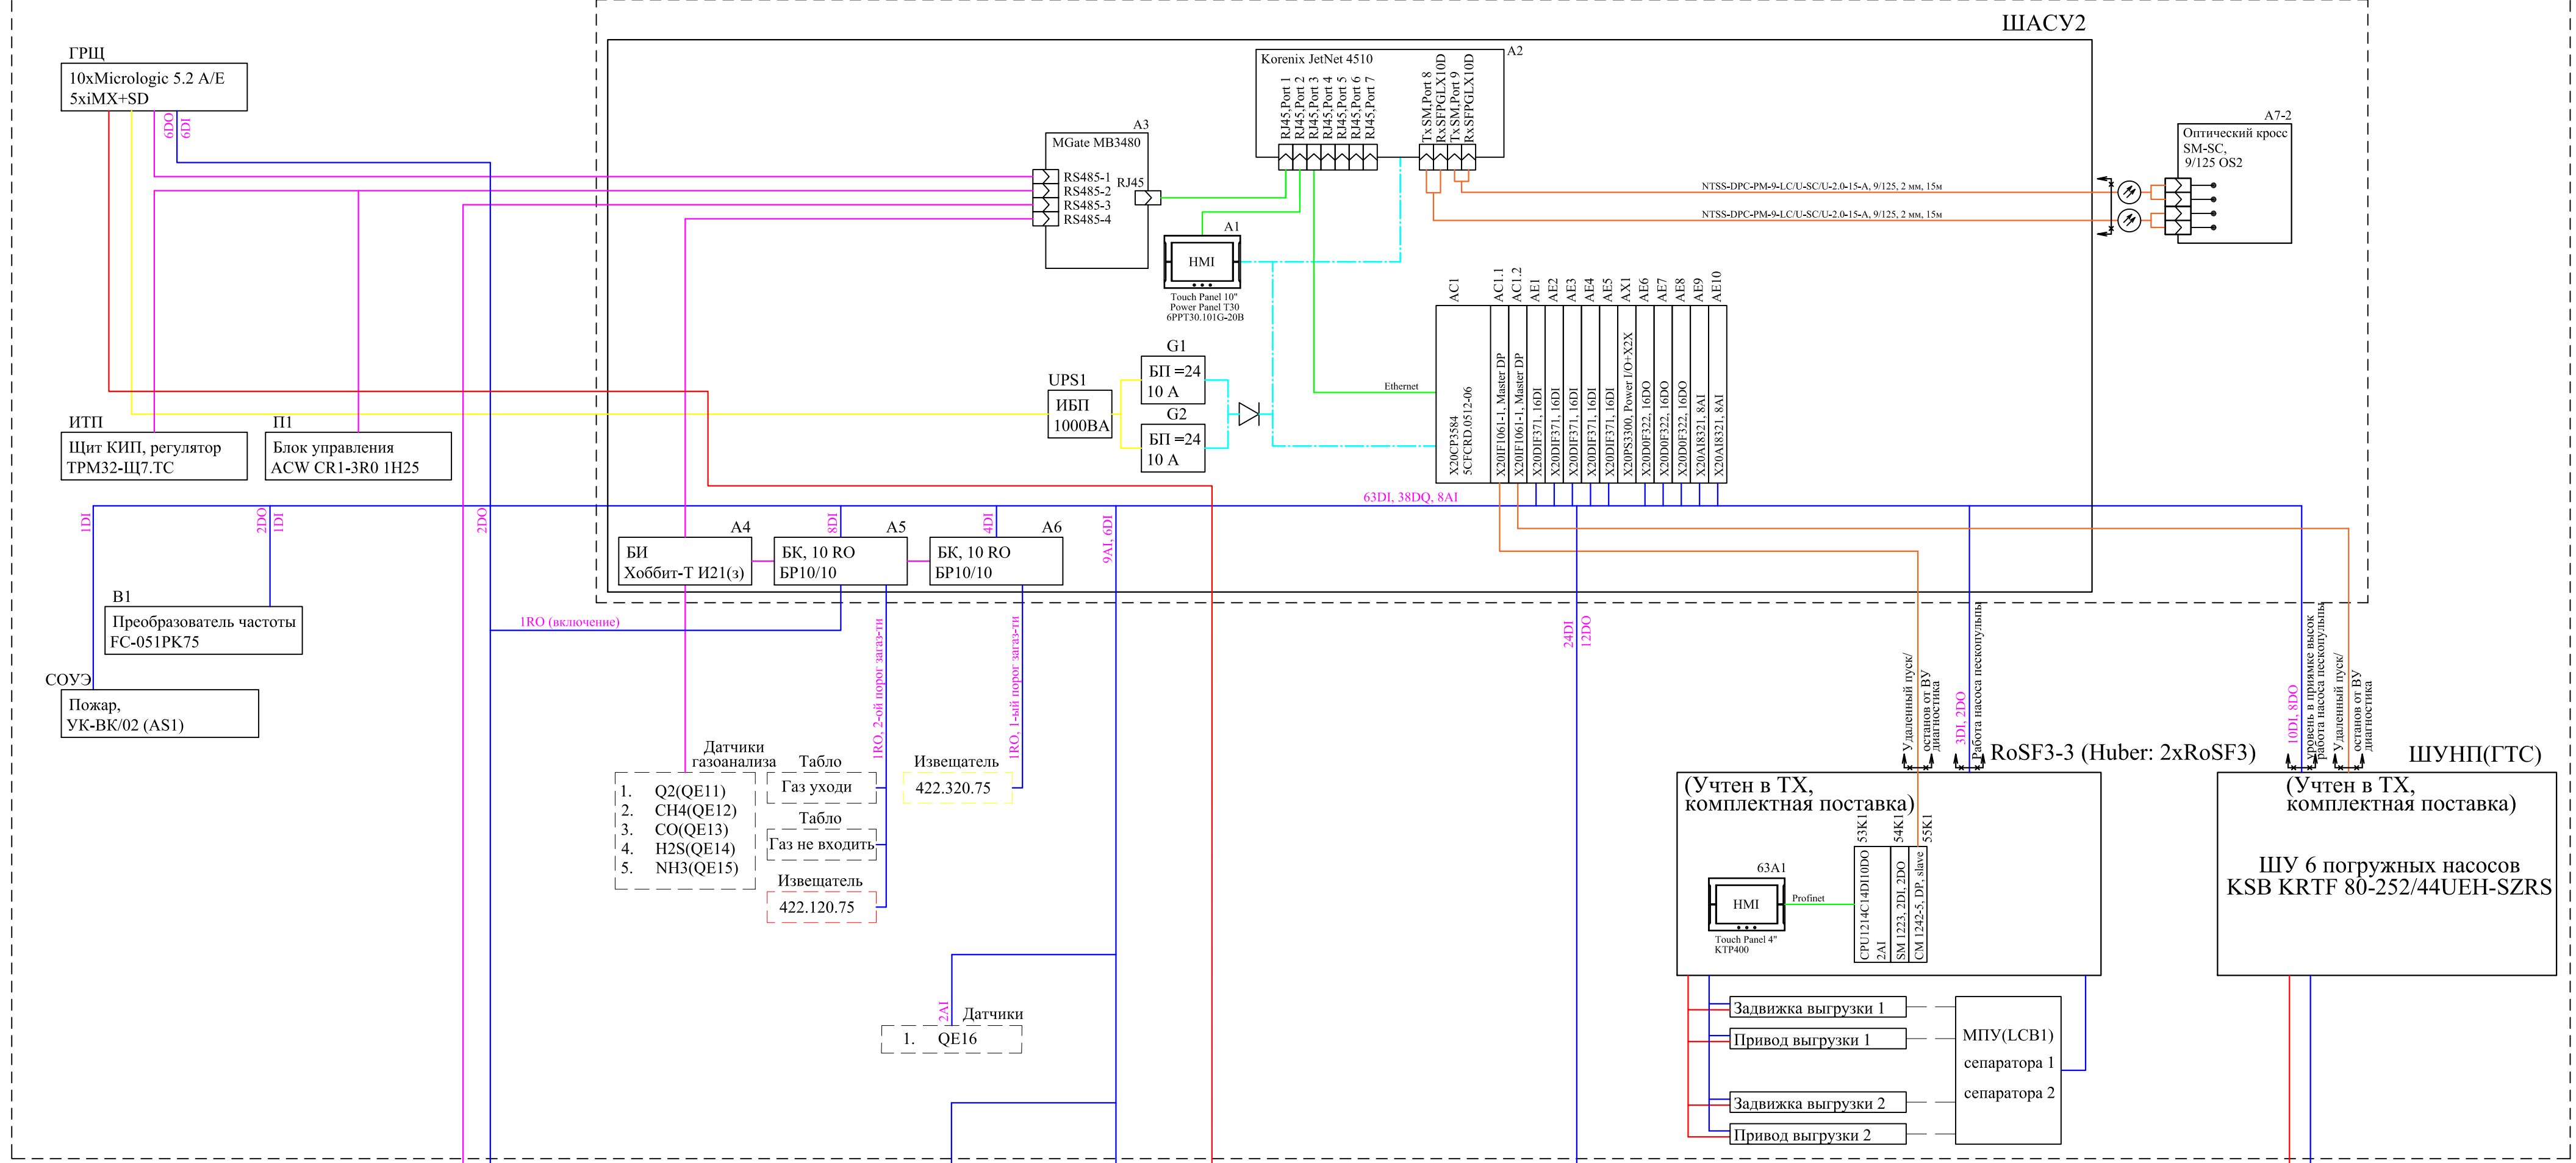 ШАСУ2
ГРЩ
10xMicrologic 5.2 A/E
5xiMX+SD
6DO
6DI
A3
MGate MB3480
RS485-1
RS485-2
RS485-3
RS485-4
RJ45
A2
Korenix JetNet 4510
RJ45,Port 1
RJ45,Port 2
RJ45,Port 3
RJ45,Port 4
RJ45,Port 5
RJ45,Port 6
RJ45,Port 7
TxSM,Port 8
RxSFPGLX10D
TxSM,Port 9
RxSFPGLX10D
A7-2
Оптический кросс
SM-SC,
9/125 OS2
NTSS-DPC-PM-9-LC/U-SC/U-2.0-15-A, 9/125, 2 мм, 15м
NTSS-DPC-PM-9-LC/U-SC/U-2.0-15-A, 9/125, 2 мм, 15м
A1
HMI
Touch Panel 10"
Power Panel T30
6PPT30.101G-20B
UPS1
ИБП
1000ВА
G1
БП =24
10 А
G2
БП =24
10 А
Ethernet
AC1
X20CP3584
5CFCRD.0512-06
AC1.1
X20IF1061-1, Master DP
AC1.2
X20IF1061-1, Master DP
AE1
X20DIF371, 16DI
AE2
X20DIF371, 16DI
AE3
X20DIF371, 16DI
AE4
X20DIF371, 16DI
AE5
X20DIF371, 16DI
AX1
X20PS3300, Power I/O+X2X
AE6
X20D0F322, 16DO
AE7
X20D0F322, 16DO
AE8
X20D0F322, 16DO
AE9
X20AI8321, 8AI
AE10
X20AI8321, 8AI
63DI, 38DQ, 8AI
ИТП
Щит КИП, регулятор
ТРМ32-Щ7.ТС
П1
Блок управления
ACW CR1-3R0 1H25
1DI
2DO
1DI
2DO
8DI
4DI
9AI, 6DI
A4
БИ
Хоббит-Т И21(з)
A5
БК, 10 RO
БР10/10
A6
БК, 10 RO
БР10/10
В1
Преобразователь частоты
FC-051PK75
СОУЭ
Пожар,
УК-ВК/02 (AS1)
1RO (включение)
1RO, 2-ой порог загаз-ти
1RO, 1-ый порог загаз-ти
24DI
12DO
Датчики
газоанализа
1. Q2(QE11)
2. CH4(QE12)
3. CO(QE13)
4. H2S(QE14)
5. NH3(QE15)
Табло
Газ уходи
Табло
Газ не входить
Извещатель
422.120.75
Извещатель
422.320.75
2AI
Датчики
1. QE16
Удаленный пуск/
останов от ВУ
диагностика
3DI, 2DO
Работа насоса пескопульпы
10DI, 8DO
уровень в приямке высок
работа насоса пескопульпы
Удаленный пуск/
останов от ВУ
диагностика
RoSF3-3 (Huber: 2xRoSF3)
(Учтен в ТХ,
комплектная поставка)
63A1
HMI
Touch Panel 4"
KTP400
Profinet
53K1
CPU1214C14DI10DO
2AI
54K1
SM 1223, 2DI, 2DO
55K1
CM 1242-5, DP, slave
ШУНП(ГТС)
(Учтен в ТХ,
комплектная поставка)
ШУ 6 погружных насосов
KSB KRTF 80-252/44UEH-SZRS
Задвижка выгрузки 1
Привод выгрузки 1
Задвижка выгрузки 2
Привод выгрузки 2
МПУ(LCB1)
сепаратора 1
сепаратора 2